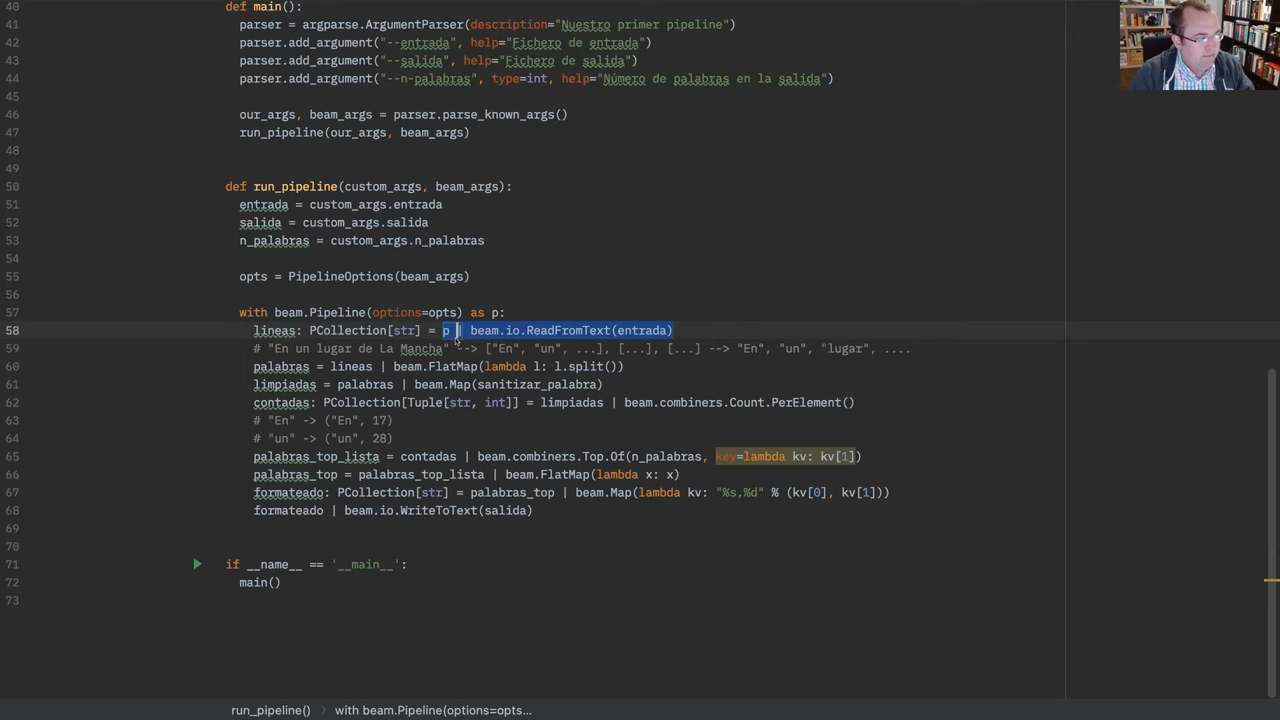 40 def main():
41 parser = argparse.ArgumentParser(description="Nuestro primer pipeline")
42 parser.add_argument("--entrada", help="Fichero de entrada")
43 parser.add_argument("--salida", help="Fichero de salida")
44 parser.add_argument("--n-palabras", type=int, help="Número de palabras en la salida")
45
46 our_args, beam_args = parser.parse_known_args()
47 run_pipeline(our_args, beam_args)
48
49
50 def run_pipeline(custom_args, beam_args):
51 entrada = custom_args.entrada
52 salida = custom_args.salida
53 n_palabras = custom_args.n_palabras
54
55 opts = PipelineOptions(beam_args)
56
57 with beam.Pipeline(options=opts) as p:
58 lineas: PCollection[str] = p | beam.io.ReadFromText(entrada)
59 # "En un lugar de La Mancha" --> ["En", "un", ...], [...], [...] --> "En", "un", "lugar", ....
60 palabras = lineas | beam.FlatMap(lambda l: l.split())
61 limpiadas = palabras | beam.Map(sanitizar_palabra)
62 contadas: PCollection[Tuple[str, int]] = limpiadas | beam.combiners.Count.PerElement()
63 # "En" -> ("En", 17)
64 # "un" -> ("un", 28)
65 palabras_top_lista = contadas | beam.combiners.Top.Of(n_palabras, key=lambda kv: kv[1])
66 palabras_top = palabras_top_lista | beam.FlatMap(lambda x: x)
67 formateado: PCollection[str] = palabras_top | beam.Map(lambda kv: "%s,%d" % (kv[0], kv[1]))
68 formateado | beam.io.WriteToText(salida)
69
70
71 if __name__ == '__main__':
72 main()
73
run_pipeline() › with beam.Pipeline(options=opts...